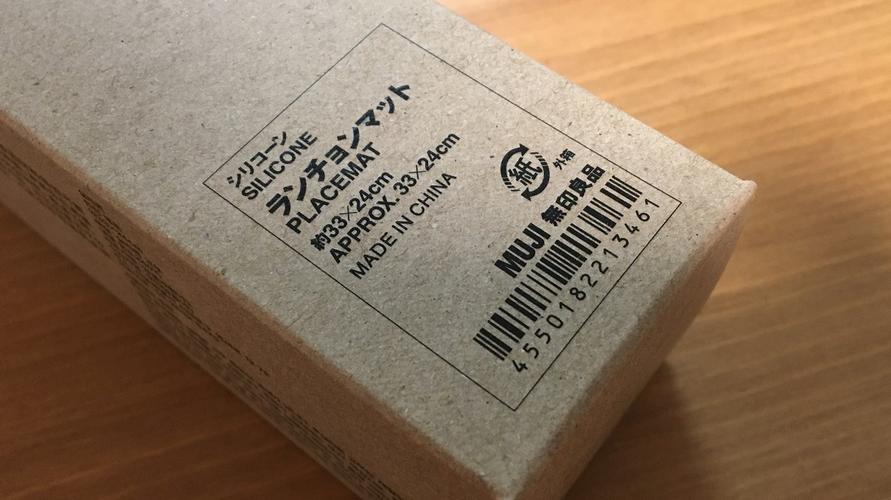 シリコーン
SILICONE
ランチョンマット
PLACEMAT
約33×24cm
APPROX. 33×24cm
MADE IN CHINA
紙
外箱
MUJI 無印良品
4550182213461